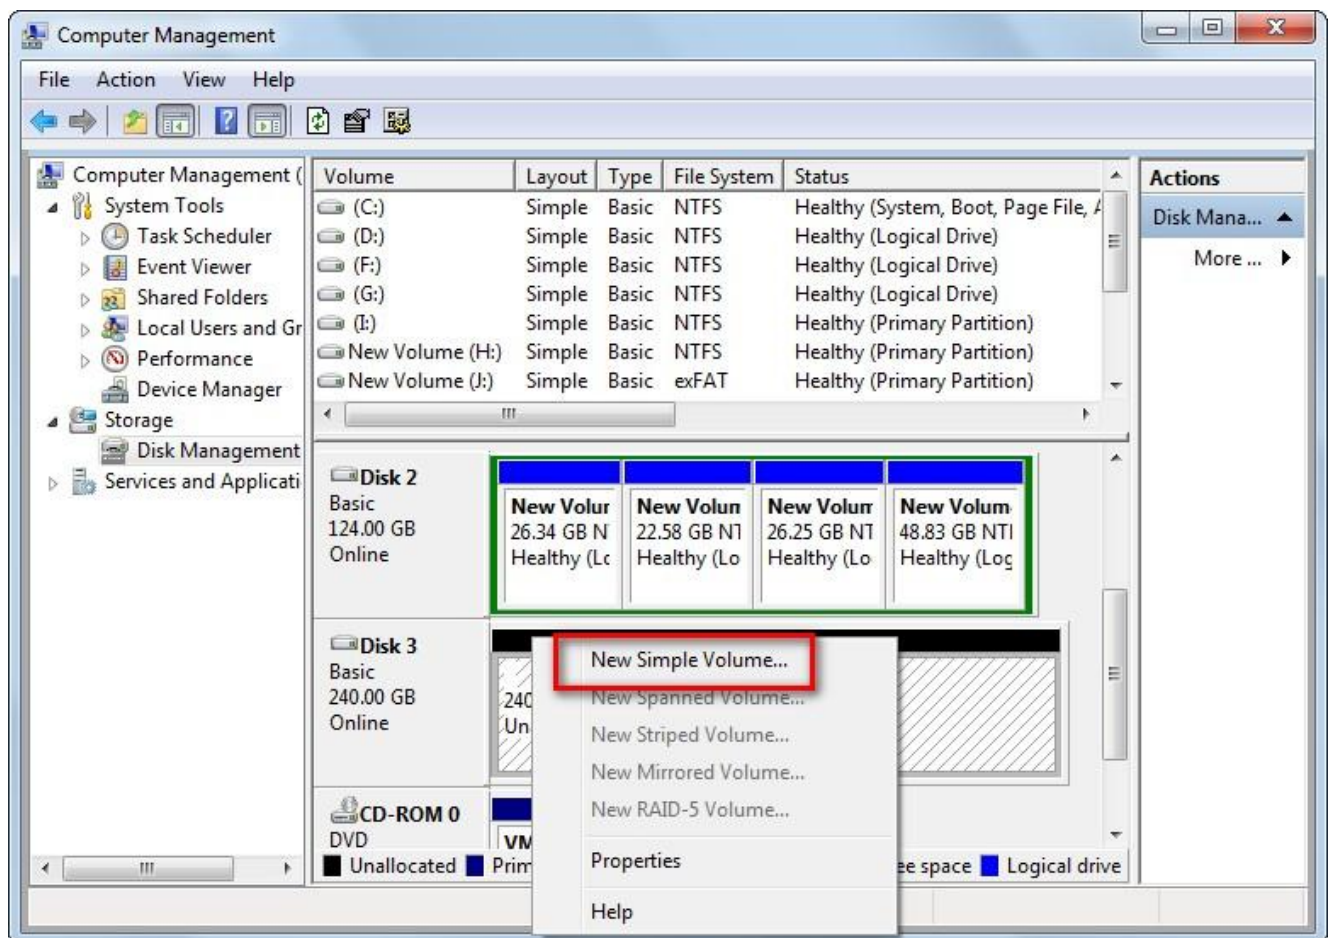 Computer Management
File Action View Help
Computer Management (
System Tools
Task Scheduler
Event Viewer
Shared Folders
Local Users and Gr
Performance
Device Manager
Storage
Disk Management
Services and Applicati
Volume Layout Type File System Status
(C:) Simple Basic NTFS Healthy (System, Boot, Page File, A
(D:) Simple Basic NTFS Healthy (Logical Drive)
(F:) Simple Basic NTFS Healthy (Logical Drive)
(G:) Simple Basic NTFS Healthy (Logical Drive)
(I:) Simple Basic NTFS Healthy (Primary Partition)
New Volume (H:) Simple Basic NTFS Healthy (Primary Partition)
New Volume (J:) Simple Basic exFAT Healthy (Primary Partition)
Disk 2
Basic
124.00 GB
Online
New Volum New Volum New Volum New Volum
26.34 GB N 22.58 GB NT 26.25 GB NT 48.83 GB NTI
Healthy (Lo Healthy (Lo Healthy (Lo Healthy (Log
Disk 3
Basic
240.00 GB
Online
240
Un
New Simple Volume...
New Spanned Volume...
New Striped Volume...
New Mirrored Volume...
New RAID-5 Volume...
Properties
Help
CD-ROM 0
DVD
VM
Unallocated Prim ee space Logical drive
Actions
Disk Mana...
More ...